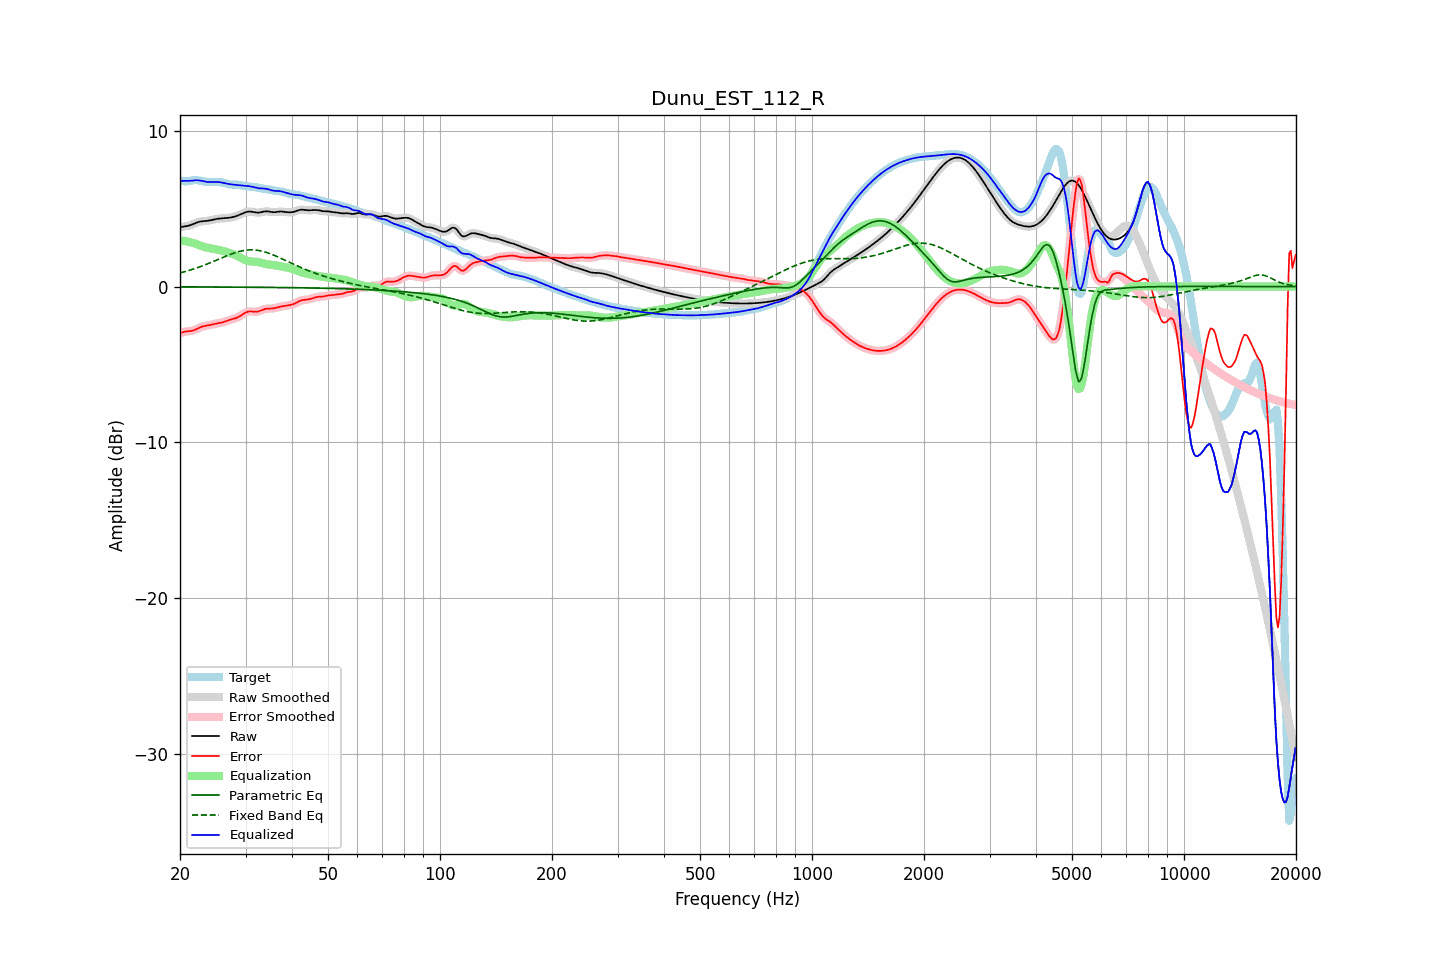 Dunu_EST_112_R
10
0
−10
−20
−30
Amplitude (dBr)
Target
Raw Smoothed
Error Smoothed
Raw
Error
Equalization
Parametric Eq
Fixed Band Eq
Equalized
20 50 100 200 500 1000 2000 5000 10000 20000
Frequency (Hz)